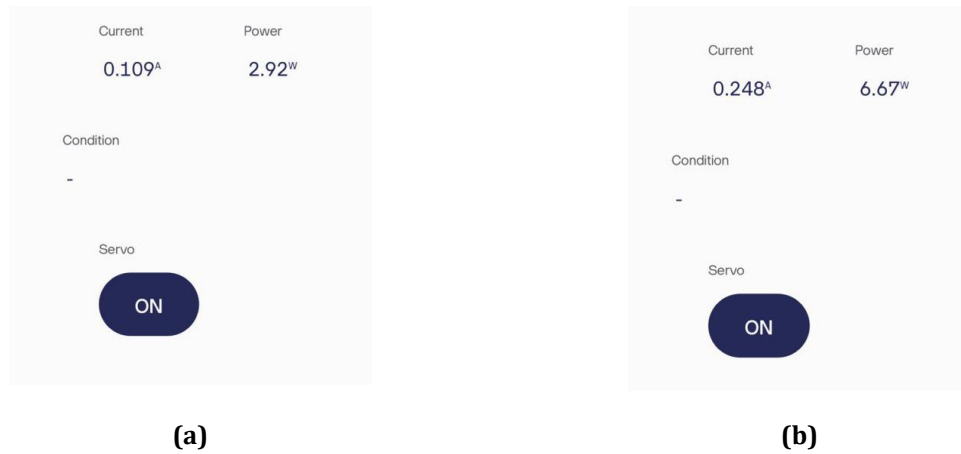 Current Power
0.109A 2.92W
Condition
-
Servo
ON
(a)
Current Power
0.248A 6.67W
Condition
-
Servo
ON
(b)